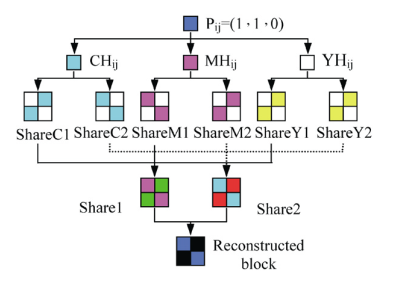 Pij=(1，1，0)
CHij MHij YHij
ShareC1 ShareC2 ShareM1 ShareM2 ShareY1 ShareY2
Share1 Share2
Reconstructed
block